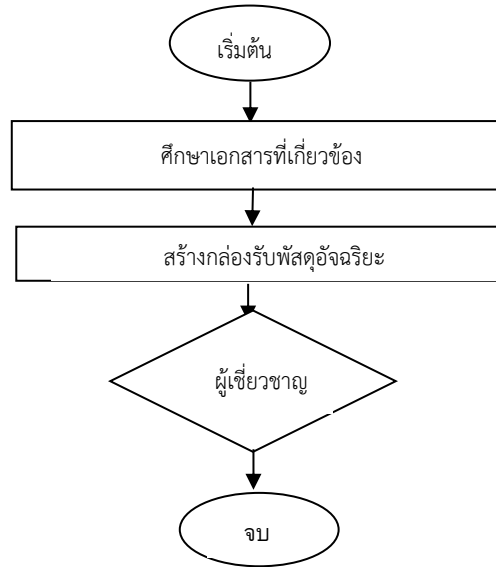 เริ่มต้น
ศึกษาเอกสารที่เกี่ยวข้อง
สร้างกล่องรับพัสดุอัจฉริยะ
ผู้เชี่ยวชาญ
จบ